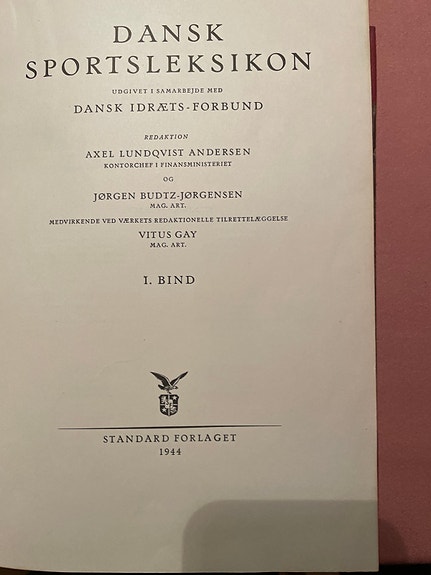 DANSK
SPORTSLEKSIKON
UDGIVET I SAMARBEJDE MED
DANSK IDRÆTS-FORBUND
REDAKTION
AXEL LUNDQVIST ANDERSEN
KONTORCHEF I FINANSMINISTERIET
OG
JØRGEN BUDTZ-JØRGENSEN
MAG. ART.
MEDVIRKENDE VED VÆRKETS REDAKTIONELLE TILRETTELÆGGELSE
VITUS GAY
MAG. ART.
I. BIND
STANDARD FORLAGET
1944